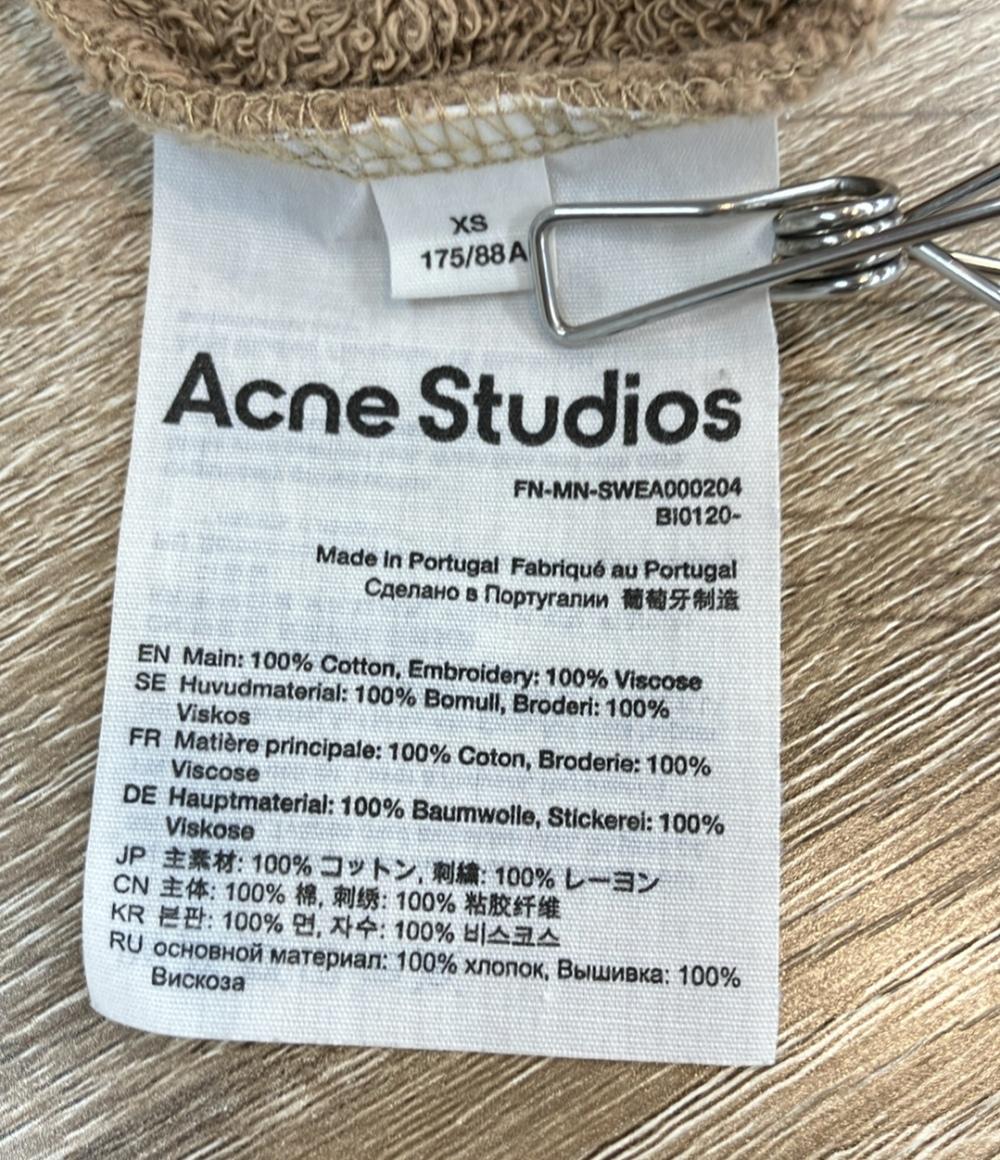 XS
175/88A
Acne Studios
FN-MN-SWEA000204
BI0120-
Made in Portugal Fabriqué au Portugal
Сделано в Португалии 葡萄牙制造
EN Main: 100% Cotton, Embroidery: 100% Viscose
SE Huvudmaterial: 100% Bomull, Broderi: 100%
Viskos
FR Matière principale: 100% Coton, Broderie: 100%
Viscose
DE Hauptmaterial: 100% Baumwolle, Stickerei: 100%
Viskose
JP 主素材: 100% コットン, 刺繍: 100% レーヨン
CN 主体: 100% 棉, 刺绣: 100% 粘胶纤维
KR 본판: 100% 면, 자수: 100% 비스코스
RU основной материал: 100% хлопок, Вышивка: 100%
Вискоза